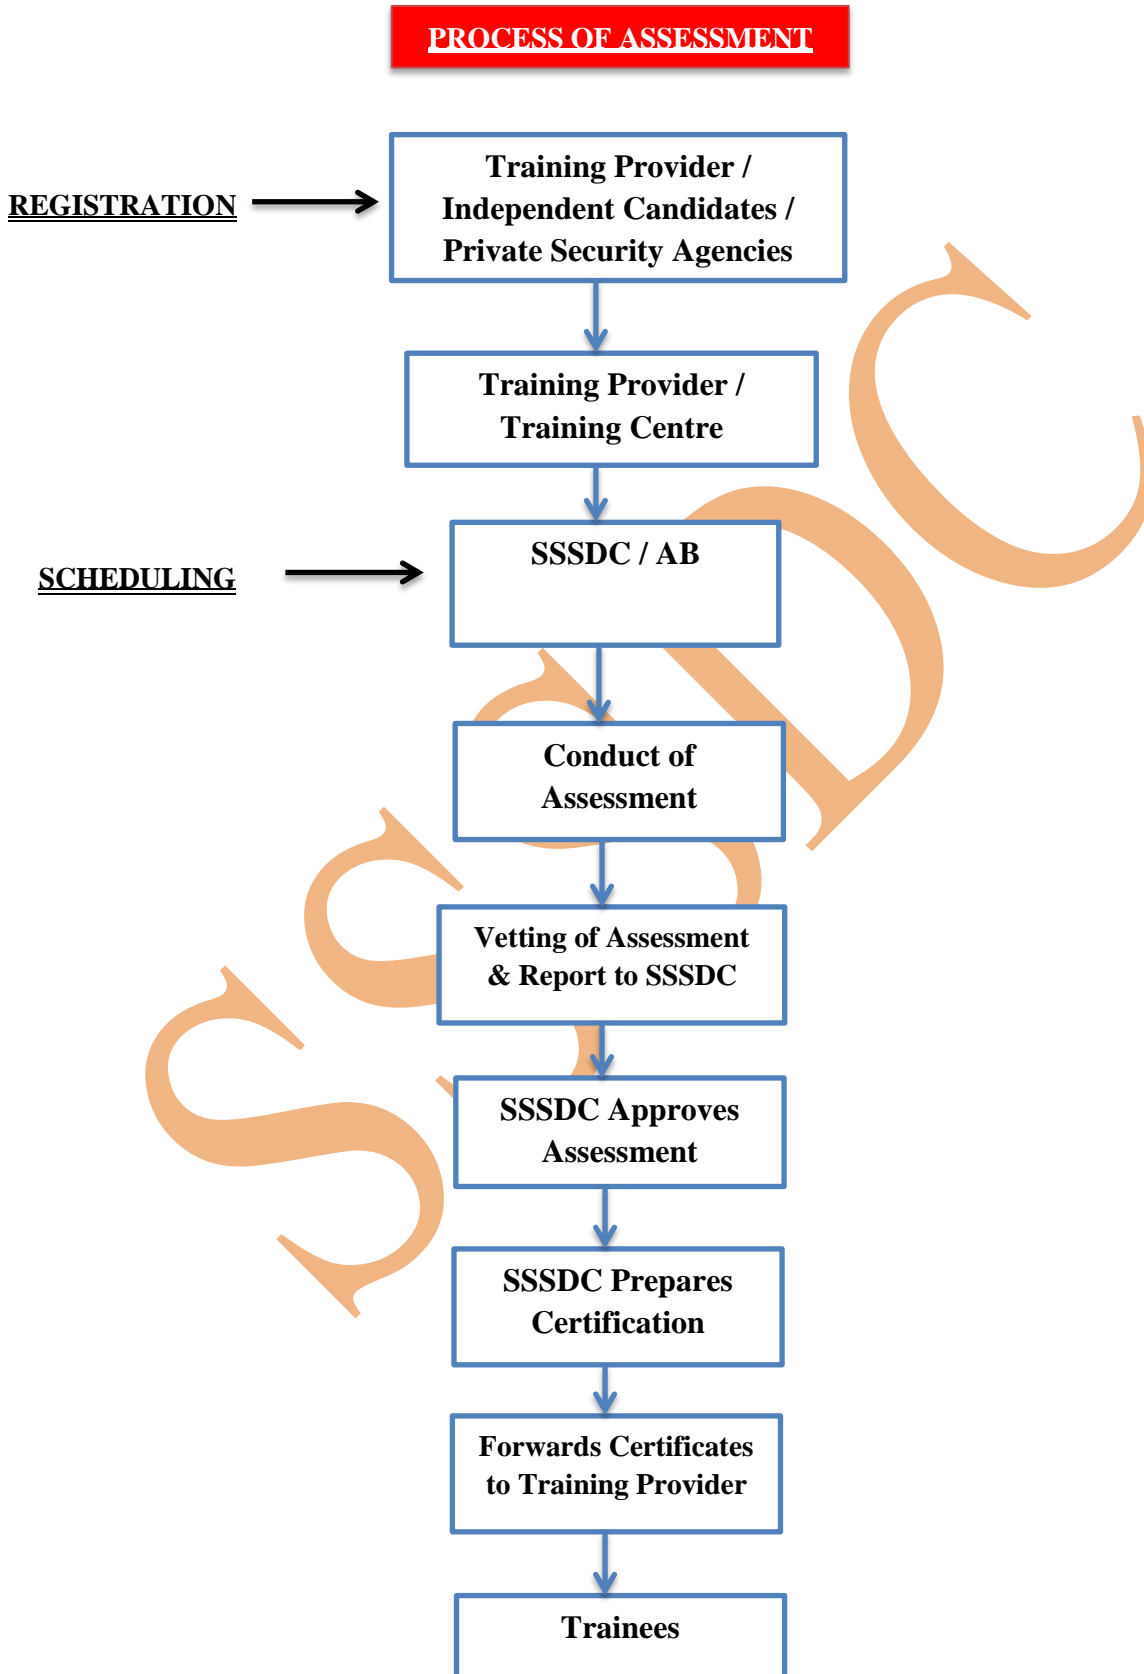 PROCESS OF ASSESSMENT
Training Provider /
Independent Candidates /
Private Security Agencies
REGISTRATION
Training Provider /
Training Centre
SSSDC / AB
SCHEDULING
Conduct of
Assessment
Vetting of Assessment
& Report to SSSDC
SSSDC Approves
Assessment
SSSDC Prepares
Certification
Forwards Certificates
to Training Provider
Trainees
SSSDC